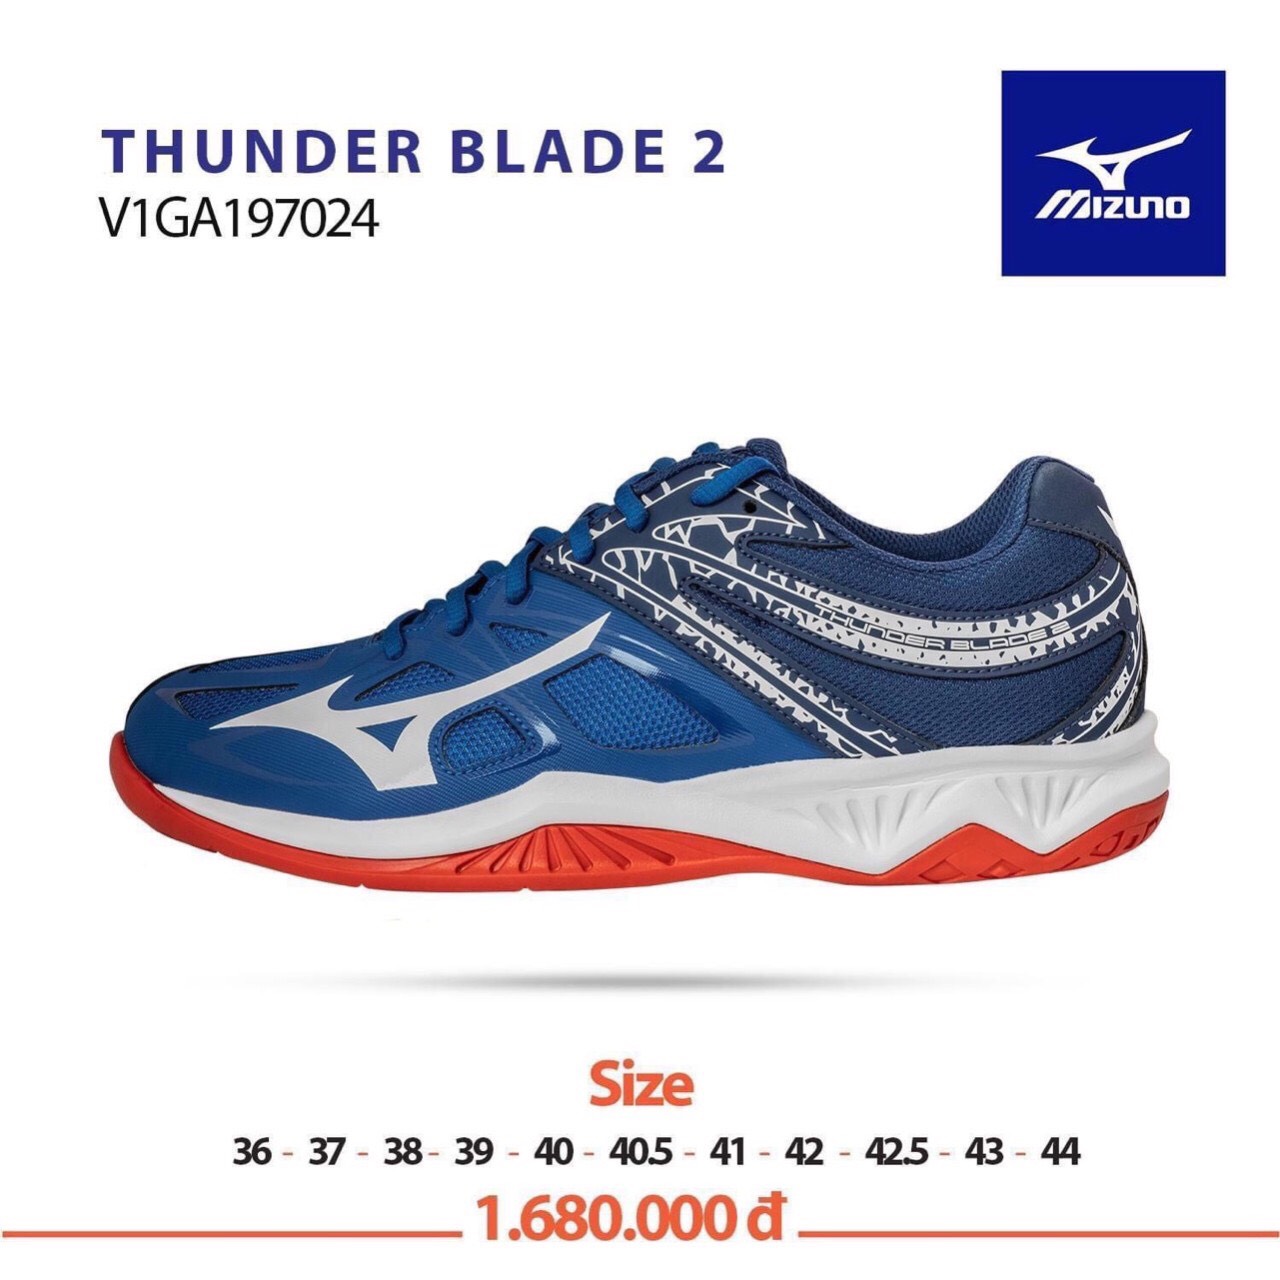 THUNDER BLADE 2
V1GA197024
MIZUNO
THUNDER BLADE 2
Size
36 - 37 - 38 - 39 - 40 - 40.5 - 41 - 42 - 42.5 - 43 - 44
1.680.000 đ